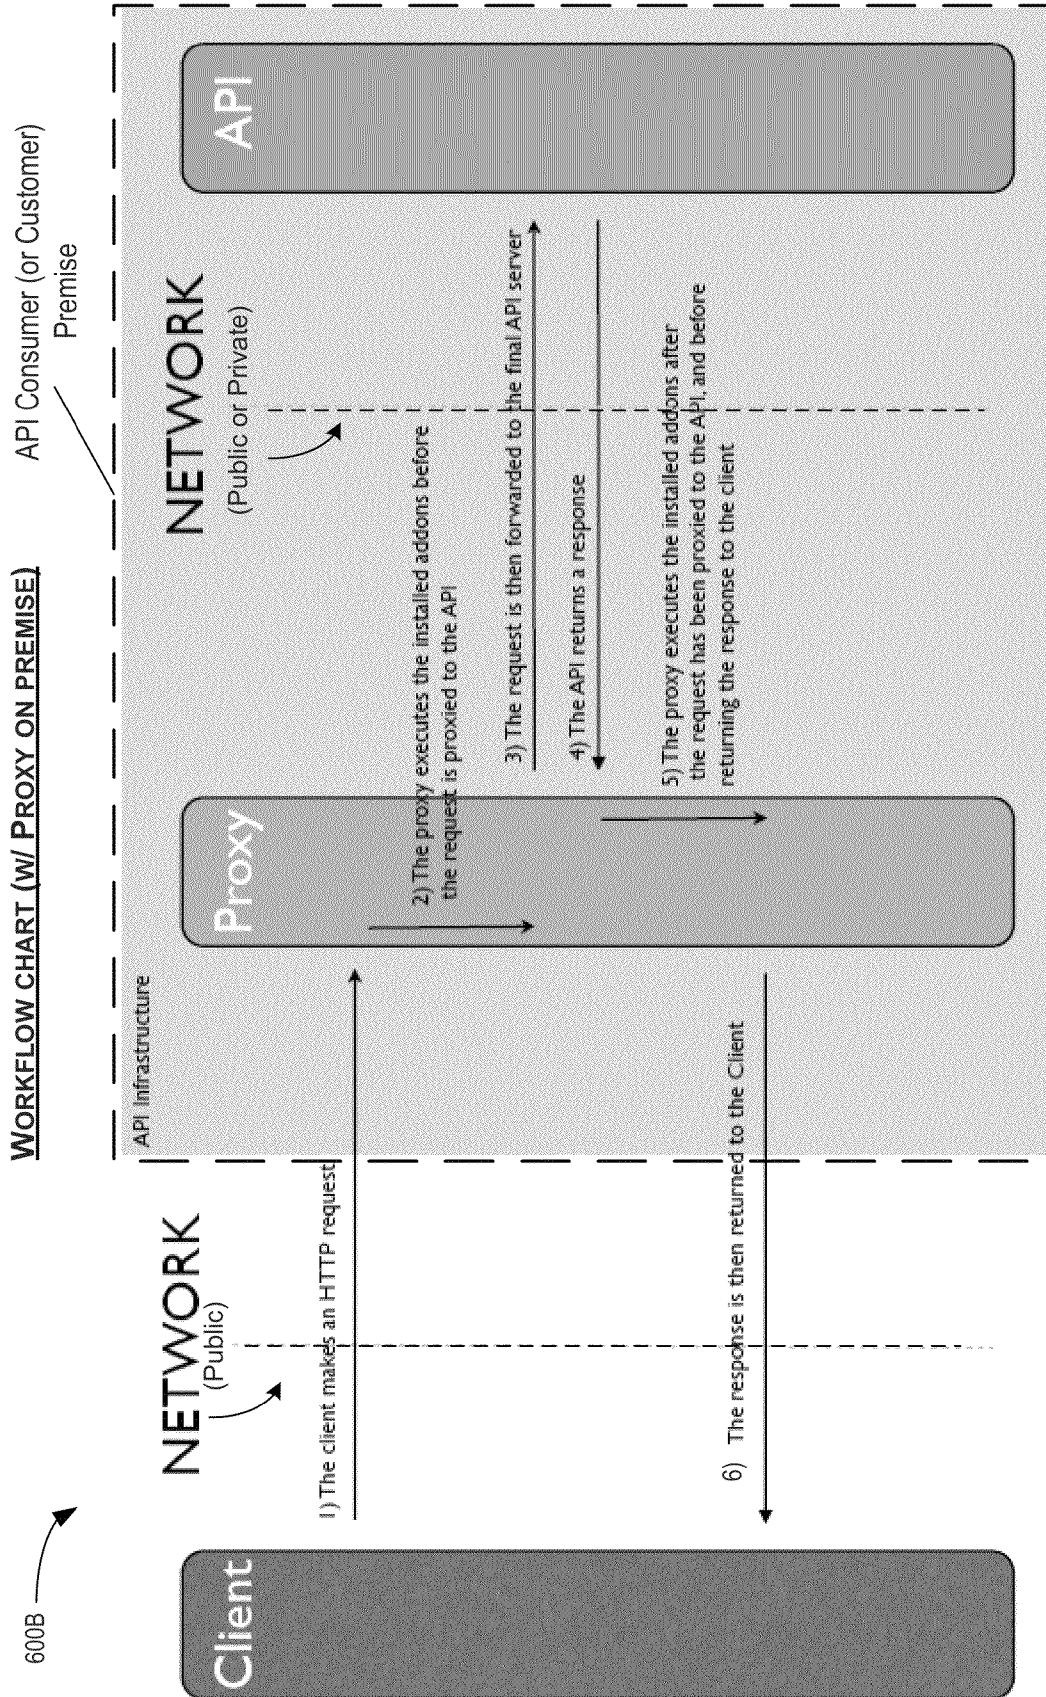 WORKFLOW CHART (W/ PROXY ON PREMISE)
600B
API Consumer (or Customer)
Premise
NETWORK
(Public)
API Infrastructure
NETWORK
(Public or Private)
Client
Proxy
API
1) The client makes an HTTP request
2) The proxy executes the installed addons before
the request is proxied to the API
3) The request is then forwarded to the final API server
4) The API returns a response
5) The proxy executes the installed addons after
the request has been proxied to the API, and before
returning the response to the client
6) The response is then returned to the Client